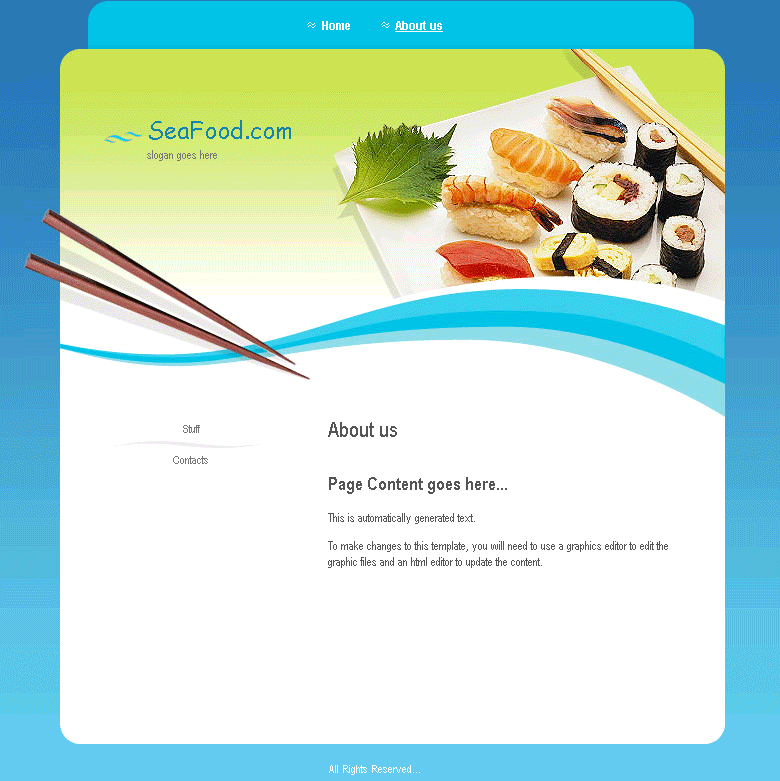 Home
About us
SeaFood.com
slogan goes here
Stuff
Contacts
About us
Page Content goes here...
This is automatically generated text.
To make changes to this template, you will need to use a graphics editor to edit the
graphic files and an html editor to update the content.
All Rights Reserved...